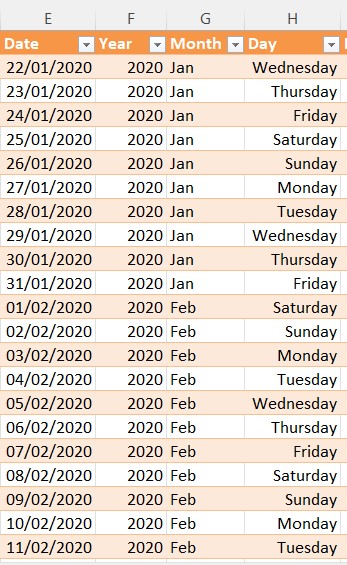 E F G H
Date Year Month Day
22/01/2020 2020 Jan Wednesday
23/01/2020 2020 Jan Thursday
24/01/2020 2020 Jan Friday
25/01/2020 2020 Jan Saturday
26/01/2020 2020 Jan Sunday
27/01/2020 2020 Jan Monday
28/01/2020 2020 Jan Tuesday
29/01/2020 2020 Jan Wednesday
30/01/2020 2020 Jan Thursday
31/01/2020 2020 Jan Friday
01/02/2020 2020 Feb Saturday
02/02/2020 2020 Feb Sunday
03/02/2020 2020 Feb Monday
04/02/2020 2020 Feb Tuesday
05/02/2020 2020 Feb Wednesday
06/02/2020 2020 Feb Thursday
07/02/2020 2020 Feb Friday
08/02/2020 2020 Feb Saturday
09/02/2020 2020 Feb Sunday
10/02/2020 2020 Feb Monday
11/02/2020 2020 Feb Tuesday